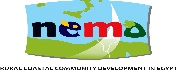 nema
RURAL COASTAL COMMUNITY DEVELOPMENT IN EGYPT